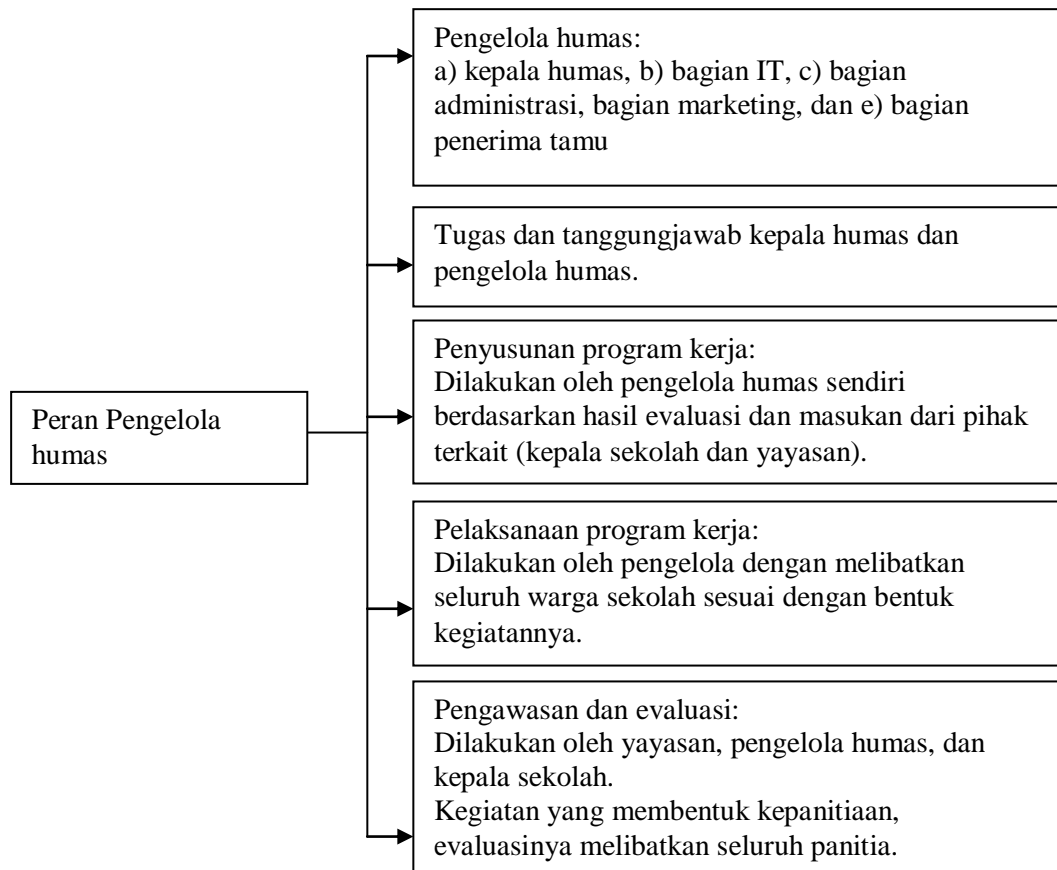 Pengelola humas:
a) kepala humas, b) bagian IT, c) bagian
administrasi, bagian marketing, dan e) bagian
penerima tamu
Tugas dan tanggungjawab kepala humas dan
pengelola humas.
Penyusunan program kerja:
Dilakukan oleh pengelola humas sendiri
berdasarkan hasil evaluasi dan masukan dari pihak
terkait (kepala sekolah dan yayasan).
Peran Pengelola
humas
Pelaksanaan program kerja:
Dilakukan oleh pengelola dengan melibatkan
seluruh warga sekolah sesuai dengan bentuk
kegiatannya.
Pengawasan dan evaluasi:
Dilakukan oleh yayasan, pengelola humas, dan
kepala sekolah.
Kegiatan yang membentuk kepanitiaan,
evaluasinya melibatkan seluruh panitia.